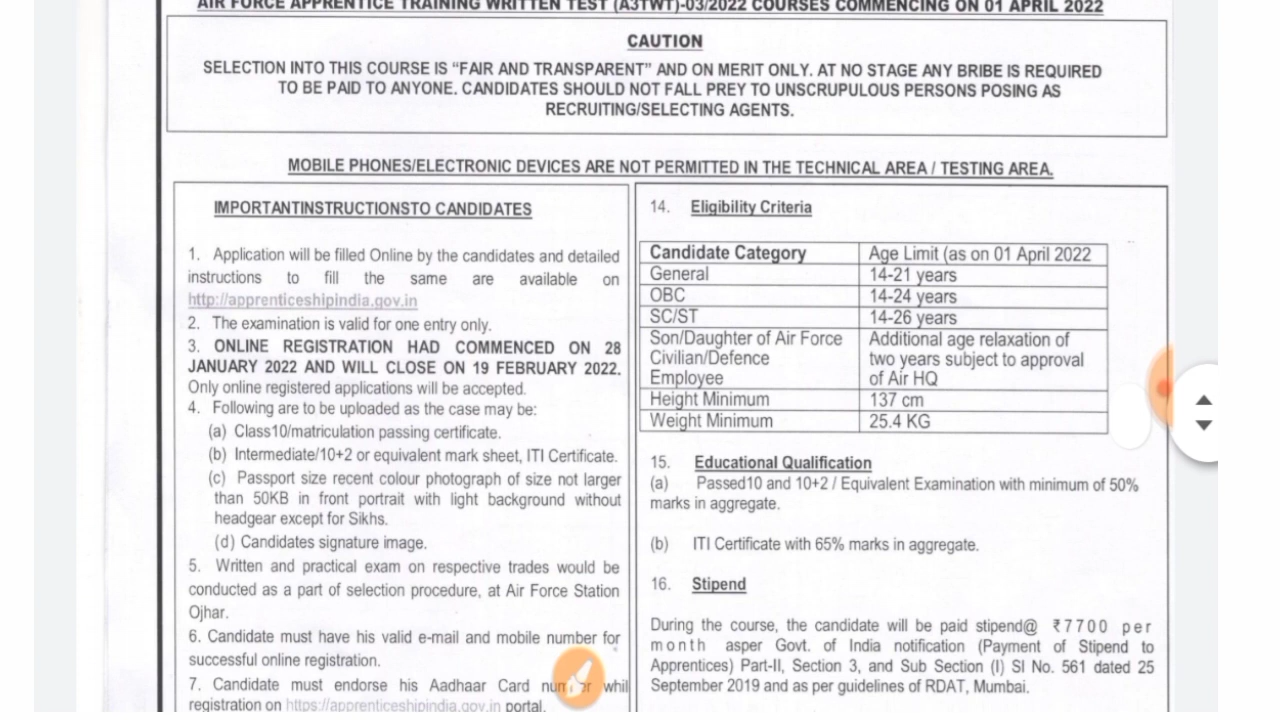 AIR FORCE APPRENTICE TRAINING WRITTEN TEST (A3TWT)-03/2022 COURSES COMMENCING ON 01 APRIL 2022
CAUTION
SELECTION INTO THIS COURSE IS "FAIR AND TRANSPARENT" AND ON MERIT ONLY. AT NO STAGE ANY BRIBE IS REQUIRED
TO BE PAID TO ANYONE. CANDIDATES SHOULD NOT FALL PREY TO UNSCRUPULOUS PERSONS POSING AS
RECRUITING/SELECTING AGENTS.
MOBILE PHONES/ELECTRONIC DEVICES ARE NOT PERMITTED IN THE TECHNICAL AREA / TESTING AREA.
IMPORTANTINSTRUCTIONSTO CANDIDATES
1. Application will be filled Online by the candidates and detailed
instructions to fill the same are available on
http://apprenticeshipindia.gov.in
2. The examination is valid for one entry only.
3. ONLINE REGISTRATION HAD COMMENCED ON 28
JANUARY 2022 AND WILL CLOSE ON 19 FEBRUARY 2022.
Only online registered applications will be accepted.
4. Following are to be uploaded as the case may be:
(a) Class10/matriculation passing certificate.
(b) Intermediate/10+2 or equivalent mark sheet, ITI Certificate.
(c) Passport size recent colour photograph of size not larger
than 50KB in front portrait with light background without
headgear except for Sikhs.
(d) Candidates signature image.
5. Written and practical exam on respective trades would be
conducted as a part of selection procedure, at Air Force Station
Ojhar.
6. Candidate must have his valid e-mail and mobile number for
successful online registration.
7. Candidate must endorse his Aadhaar Card whil
registration on https://apprenticeshipindia.gov.in portal.
14. Eligibility Criteria
Candidate Category Age Limit (as on 01 April 2022
General 14-21 years
OBC 14-24 years
SC/ST 14-26 years
Son/Daughter of Air Force Additional age relaxation of
Civilian/Defence two years subject to approval
Employee of Air HQ
Height Minimum 137 cm
Weight Minimum 25.4 KG
15. Educational Qualification
(a) Passed10 and 10+2 / Equivalent Examination with minimum of 50%
marks in aggregate.
(b) ITI Certificate with 65% marks in aggregate.
16. Stipend
During the course, the candidate will be paid stipend@ ₹7700 per
month asper Govt. of India notification (Payment of Stipend to
Apprentices) Part-II, Section 3, and Sub Section (I) SI No. 561 dated 25
September 2019 and as per guidelines of RDAT, Mumbai.